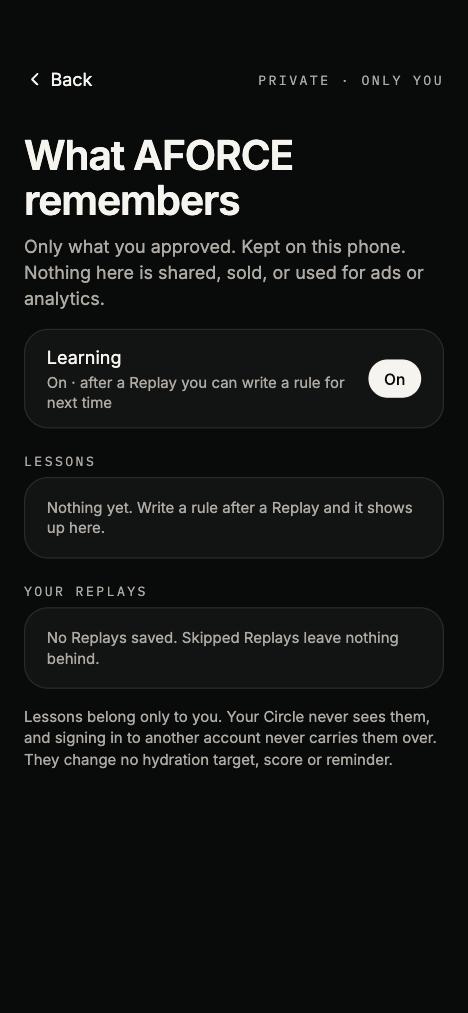 Back
PRIVATE · ONLY YOU
What AFORCE
remembers
Only what you approved. Kept on this phone.
Nothing here is shared, sold, or used for ads or
analytics.
Learning
On · after a Replay you can write a rule for
next time
On
LESSONS
Nothing yet. Write a rule after a Replay and it shows
up here.
YOUR REPLAYS
No Replays saved. Skipped Replays leave nothing
behind.
Lessons belong only to you. Your Circle never sees them,
and signing in to another account never carries them over.
They change no hydration target, score or reminder.